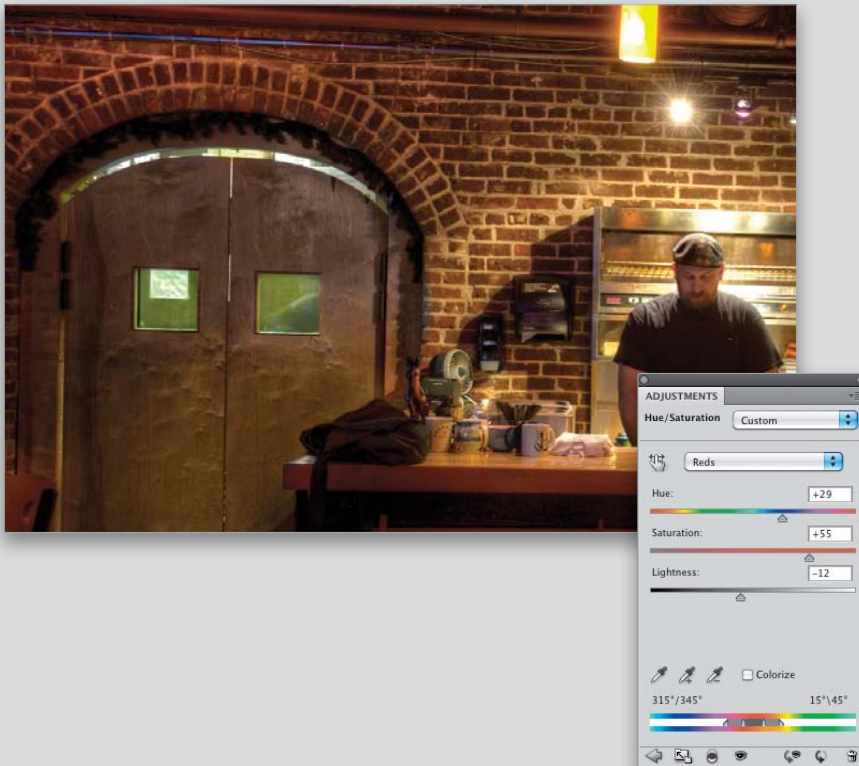 ADJUSTMENTS
Hue/Saturation Custom
Reds
Hue: +29
Saturation: +55
Lightness: -12
Colorize
315°/345° 15°\45°